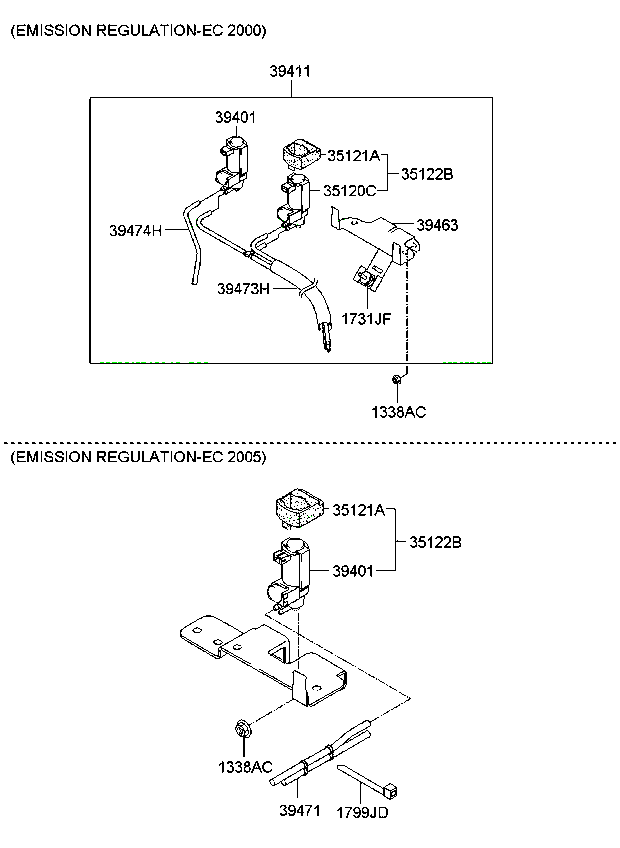 (EMISSION REGULATION-EC 2000)
39411
39401
35121A
35122B
35120C
39474H
39463
39473H
1731JF
1338AC
(EMISSION REGULATION-EC 2005)
35121A
35122B
39401
1338AC
39471
1799JD